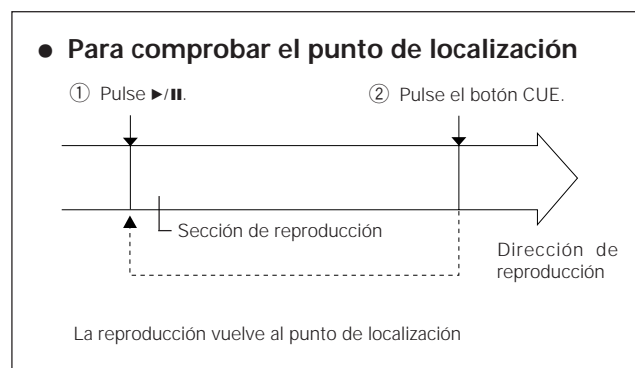 ● Para comprobar el punto de localización
① Pulse ►/❚❚.
② Pulse el botón CUE.
Sección de reproducción
Dirección de
reproducción
La reproducción vuelve al punto de localización